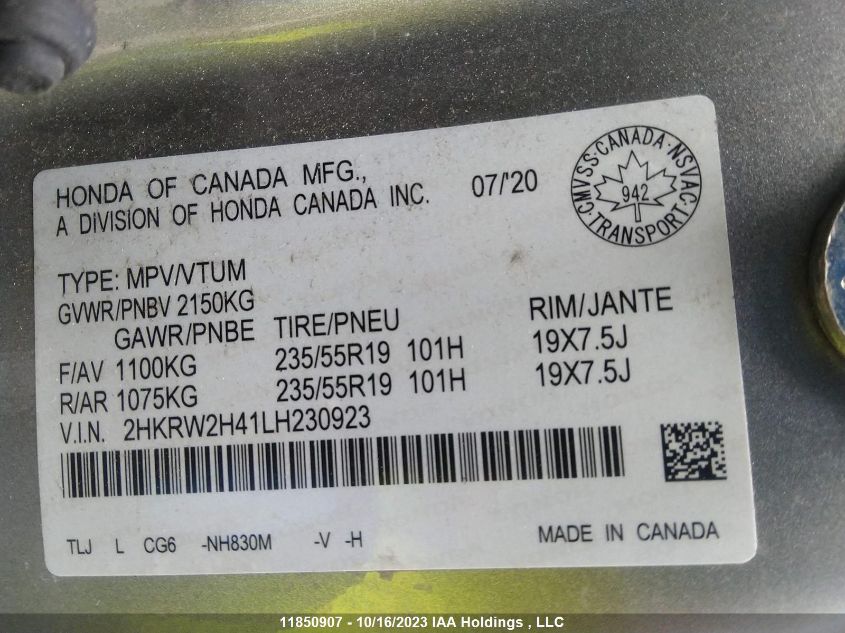 HONDA OF CANADA MFG.,
A DIVISION OF HONDA CANADA INC. 07/'20
CMVSS·CANADA·NSVAC·TRANSPORT·
942
TYPE: MPV/VTUM
GVWR/PNBV 2150KG
GAWR/PNBE TIRE/PNEU RIM/JANTE
F/AV 1100KG 235/55R19 101H 19X7.5J
R/AR 1075KG 235/55R19 101H 19X7.5J
V.I.N. 2HKRW2H41LH230923
TLJ L CG6 -NH830M -V -H MADE IN CANADA
11850907 - 10/16/2023 IAA Holdings , LLC